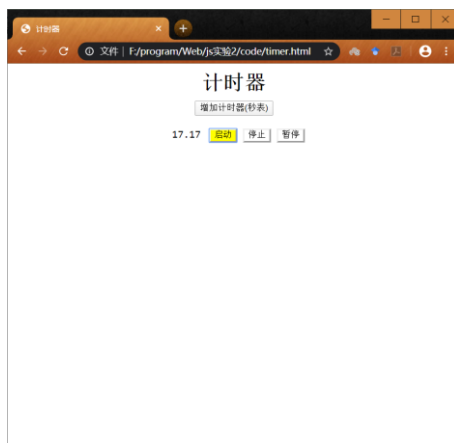 计时器
文件 | F:/program/Web/js实验2/code/timer.html
计时器
增加计时器(秒表)
17.17 启动 停止 暂停